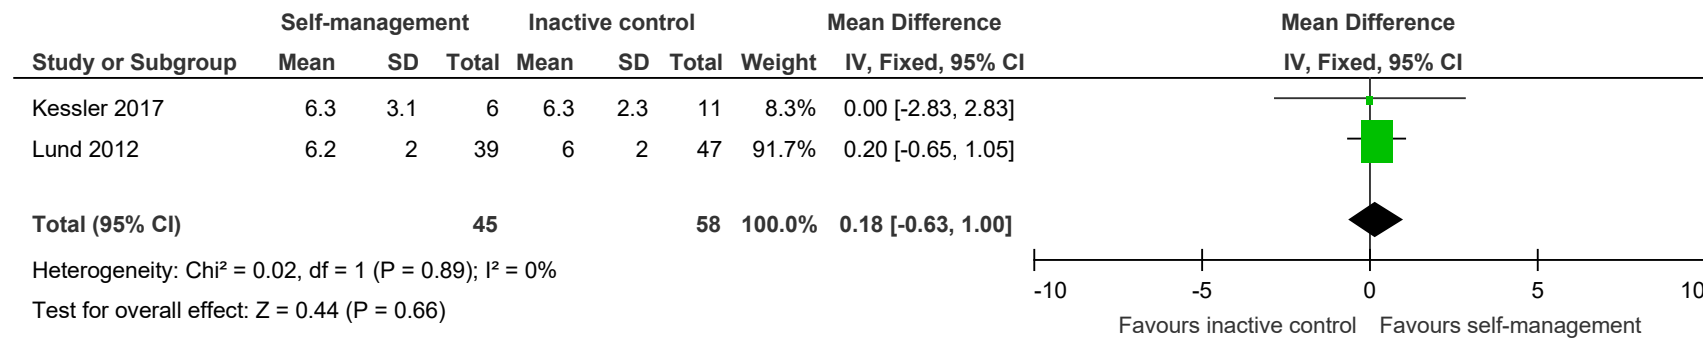 Self-management Inactive control Mean Difference Mean Difference
Study or Subgroup Mean SD Total Mean SD Total Weight IV, Fixed, 95% CI IV, Fixed, 95% CI
Kessler 2017 6.3 3.1 6 6.3 2.3 11 8.3% 0.00 [-2.83, 2.83]
Lund 2012 6.2 2 39 6 2 47 91.7% 0.20 [-0.65, 1.05]
Total (95% CI) 45 58 100.0% 0.18 [-0.63, 1.00]
Heterogeneity: Chi² = 0.02, df = 1 (P = 0.89); I² = 0%
Test for overall effect: Z = 0.44 (P = 0.66)
-10 -5 0 5 10
Favours inactive control Favours self-management